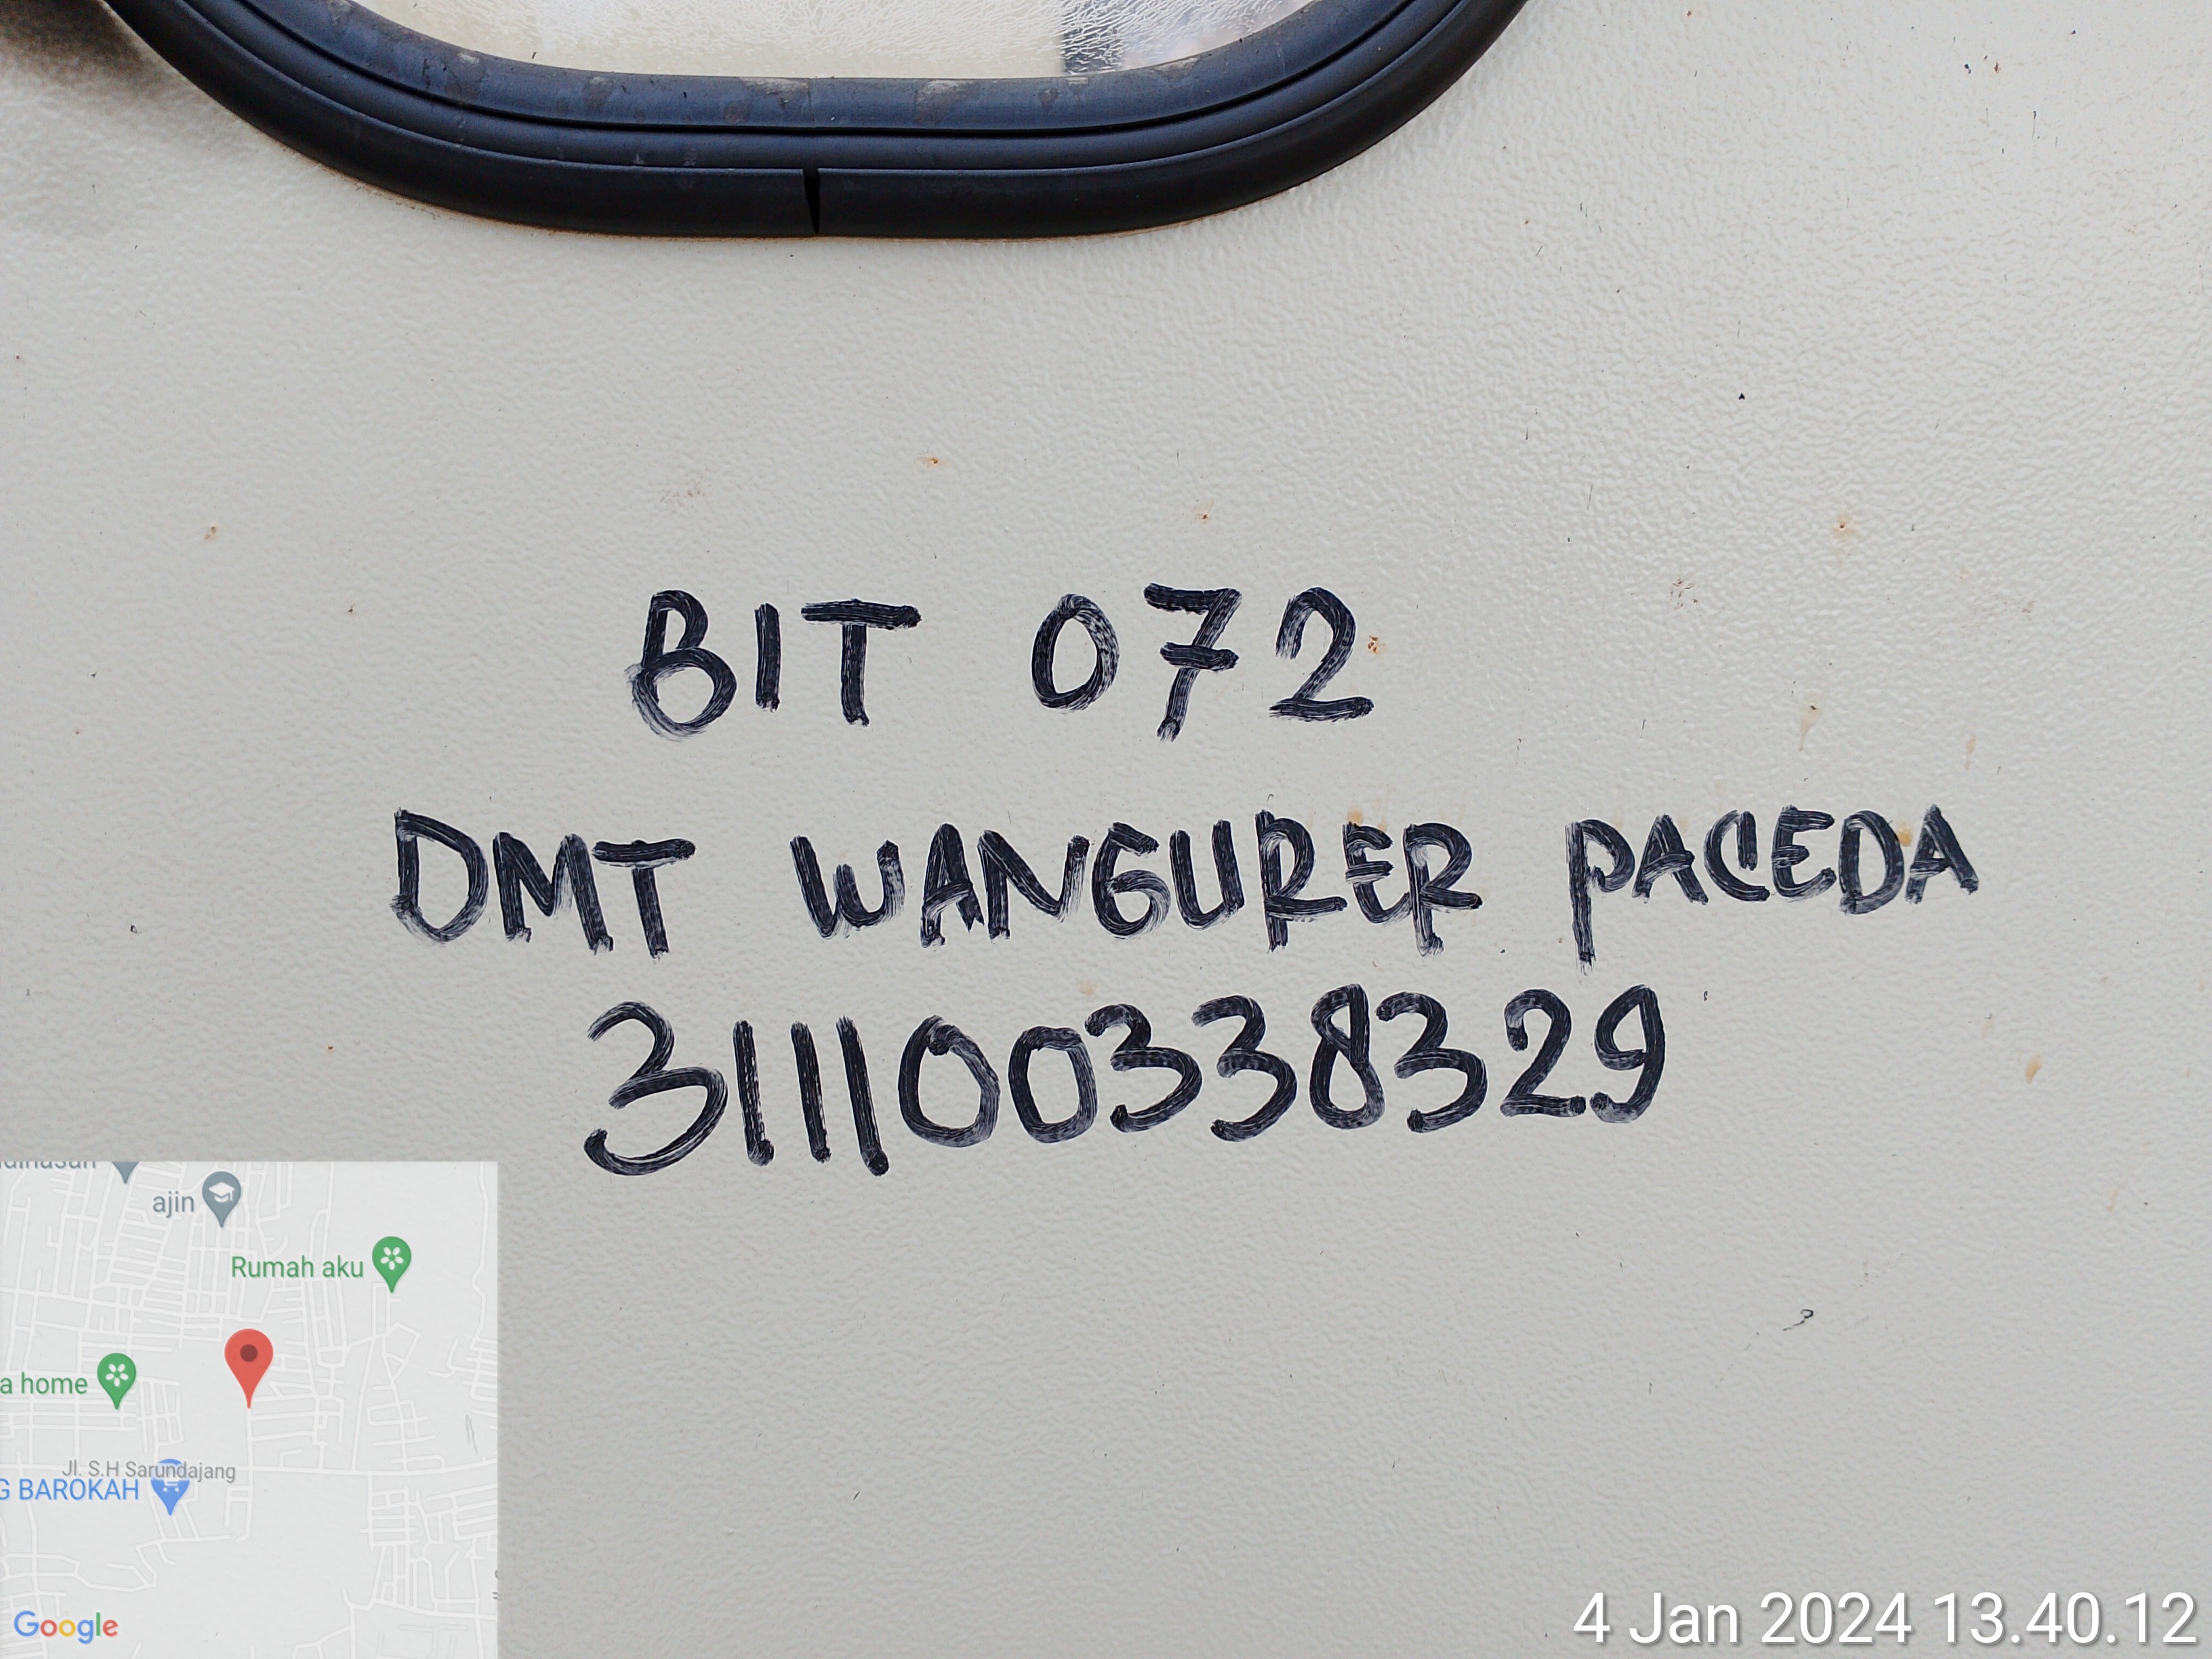 BIT 072
DMT WANGURER PACEDA
311100338329
ajin
Rumah aku
a home
Jl. S.H Sarundajang
G BAROKAH
Google
4 Jan 2024 13.40.12